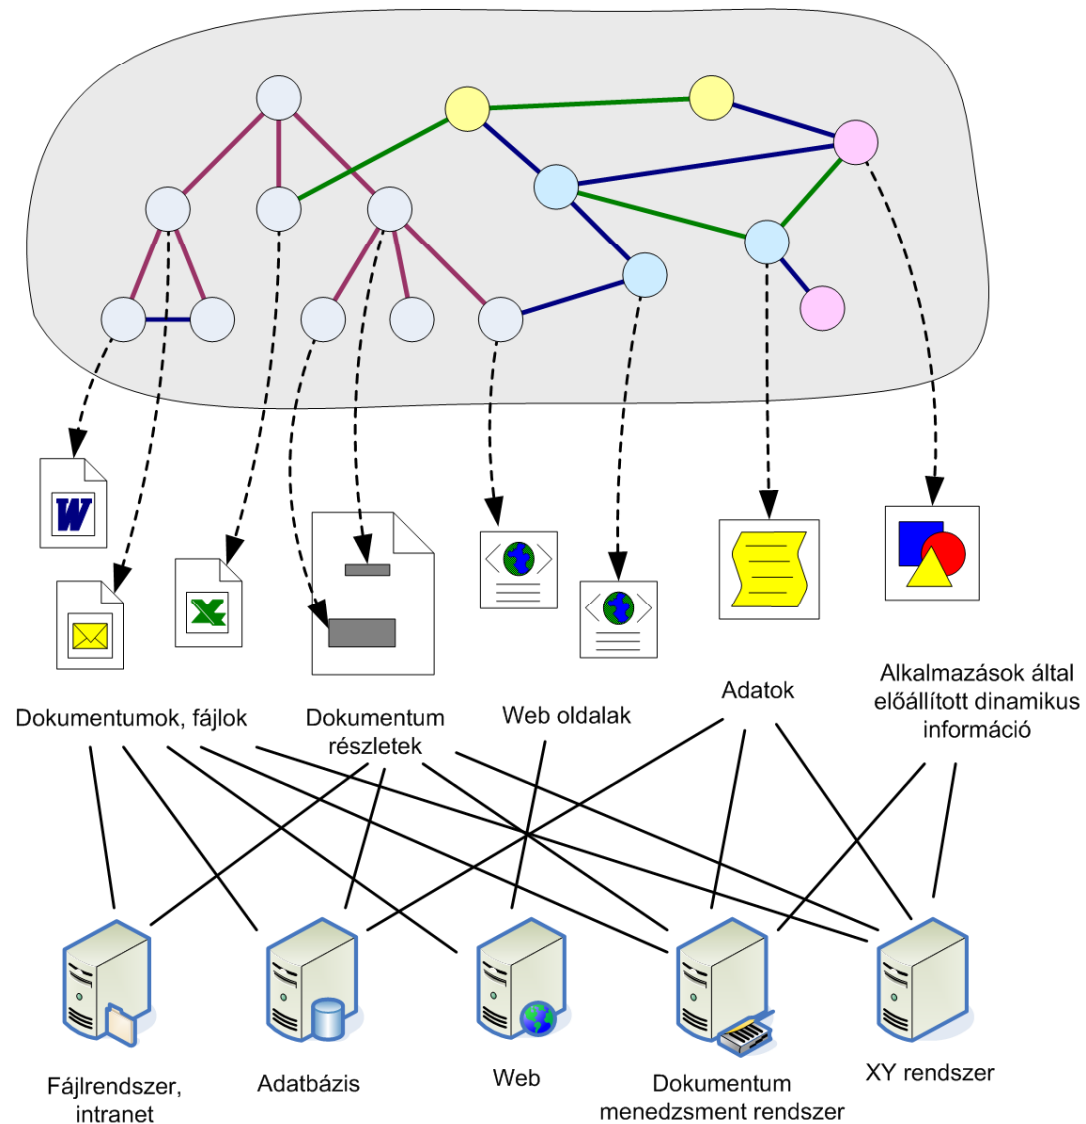 W
X
Dokumentumok, fájlok
Dokumentum
részletek
Web oldalak
Adatok
Alkalmazások által
előállított dinamikus
információ
Fájlrendszer,
intranet
Adatbázis
Web
Dokumentum
menedzsment rendszer
XY rendszer